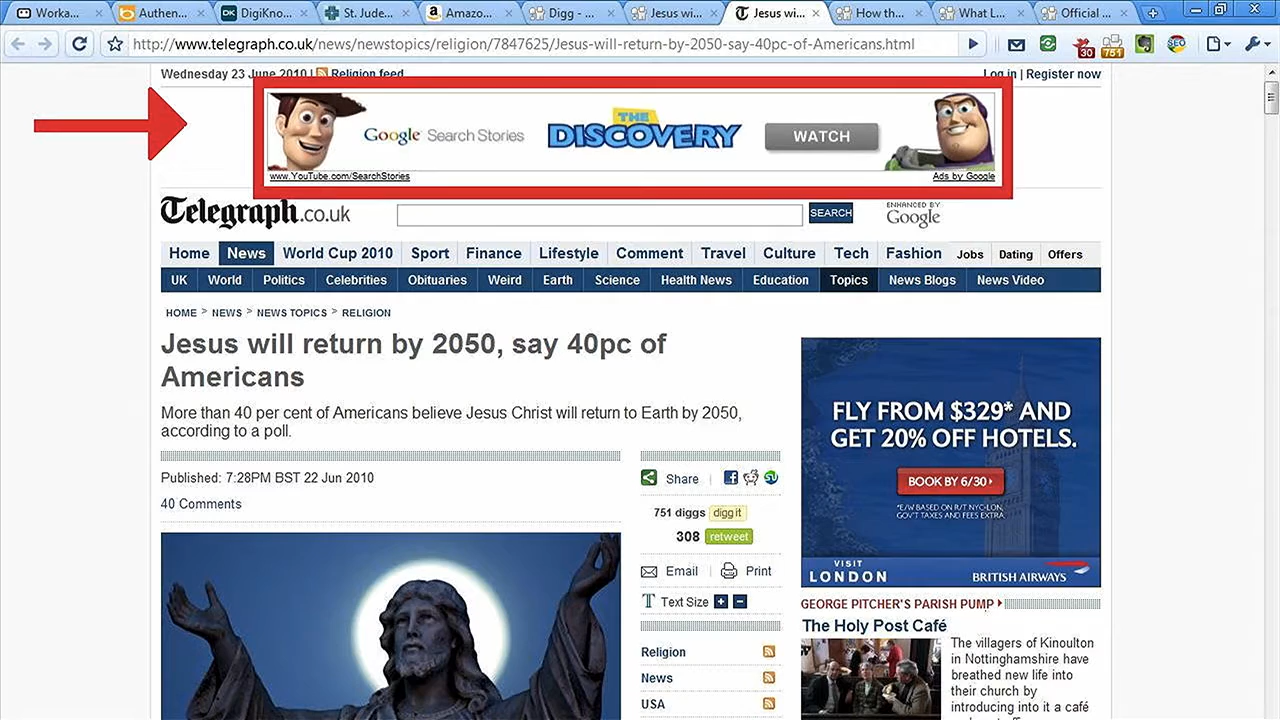 Worka...
Authen...
DigiKno...
St. Jude...
Amazo...
Digg - ...
Jesus wi...
Jesus wi...
How th...
What L...
Official ...
http://www.telegraph.co.uk/news/newstopics/religion/7847625/Jesus-will-return-by-2050-say-40pc-of-Americans.html
30
751
SEO
Wednesday 23 June 2010 | Religion feed
Log in | Register now
Google Search Stories
THE
DISCOVERY
WATCH
www.YouTube.com/SearchStories
Ads by Google
Telegraph.co.uk
SEARCH
ENHANCED BY
Google
Home News World Cup 2010 Sport Finance Lifestyle Comment Travel Culture Tech Fashion Jobs Dating Offers
UK World Politics Celebrities Obituaries Weird Earth Science Health News Education Topics News Blogs News Video
HOME > NEWS > NEWS TOPICS > RELIGION
Jesus will return by 2050, say 40pc of
Americans
More than 40 per cent of Americans believe Jesus Christ will return to Earth by 2050,
according to a poll.
Published: 7:28PM BST 22 Jun 2010
40 Comments
Share
751 diggs digg it
308 retweet
Email | Print
Text Size
Religion
News
USA
FLY FROM $329* AND
GET 20% OFF HOTELS.
BOOK BY 6/30
*E/W BASED ON R/T NYC-LON.
GOV'T TAXES AND FEES EXTRA.
VISIT
LONDON
BRITISH AIRWAYS
GEORGE PITCHER'S PARISH PUMP
The Holy Post Café
The villagers of Kinoulton
in Nottinghamshire have
breathed new life into
their church by
introducing into it a café